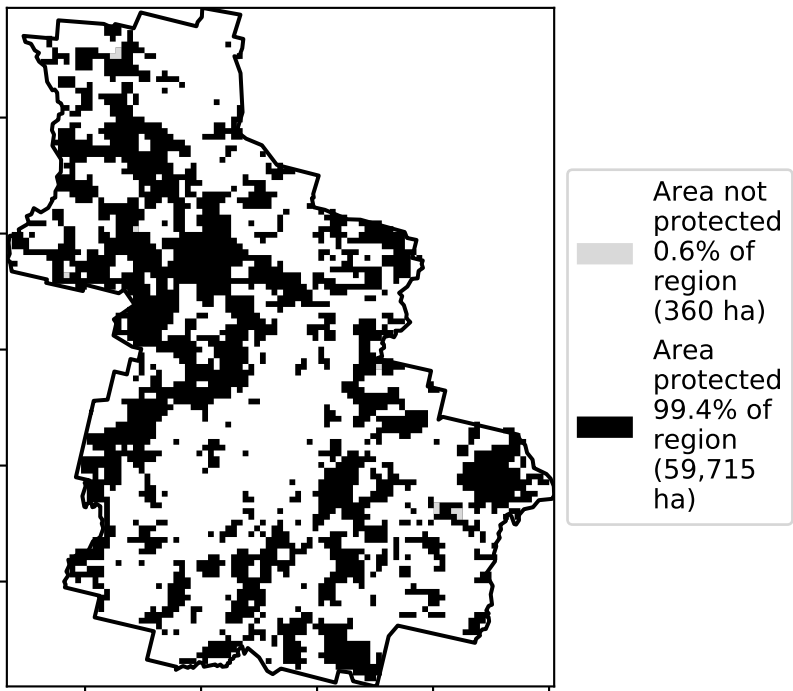 Area not
protected
0.6% of
region
(360 ha)
Area
protected
99.4% of
region
(59,715
ha)